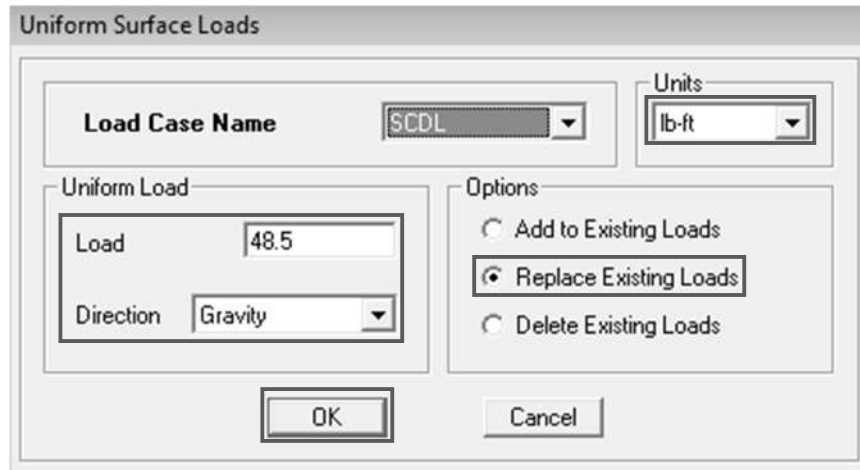 Uniform Surface Loads
Load Case Name
SCDL
Units
lb-ft
Uniform Load
Load
48.5
Direction
Gravity
Options
Add to Existing Loads
Replace Existing Loads
Delete Existing Loads
OK
Cancel